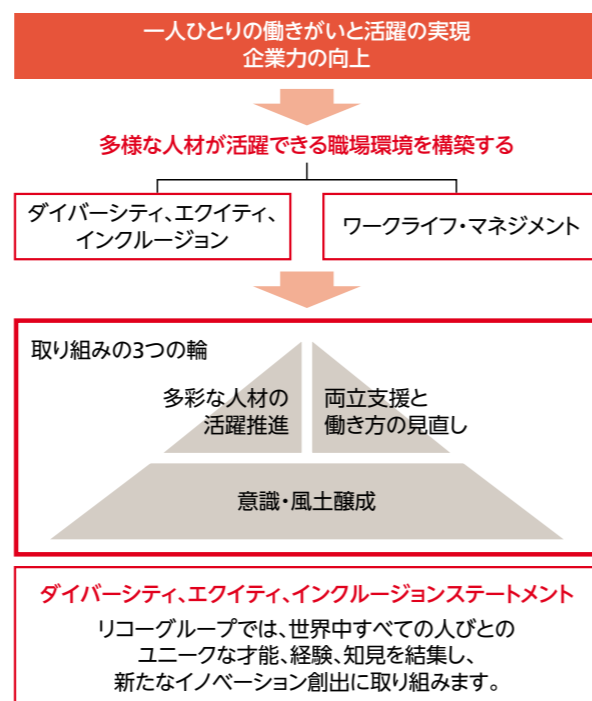 一人ひとりの働きがいと活躍の実現
企業力の向上
多様な人材が活躍できる職場環境を構築する
ダイバーシティ、エクイティ、
インクルージョン
ワークライフ・マネジメント
取り組みの3つの輪
多彩な人材の
活躍推進
両立支援と
働き方の見直し
意識・風土醸成
ダイバーシティ、エクイティ、インクルージョンステートメント
リコーグループでは、世界中すべての人びとの
ユニークな才能、経験、知見を結集し、
新たなイノベーション創出に取り組みます。